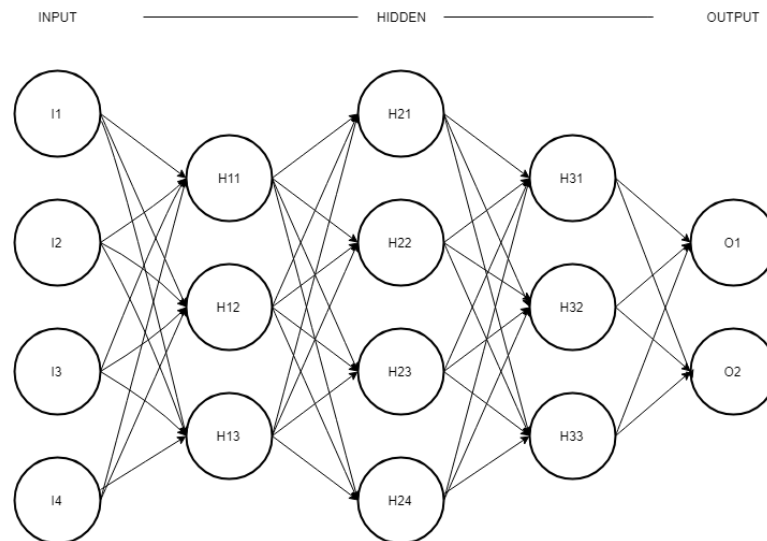 INPUT HIDDEN OUTPUT
I1 H21
H11 H31
I2 H22 O1
H12 H32
I3 H23 O2
H13 H33
I4 H24